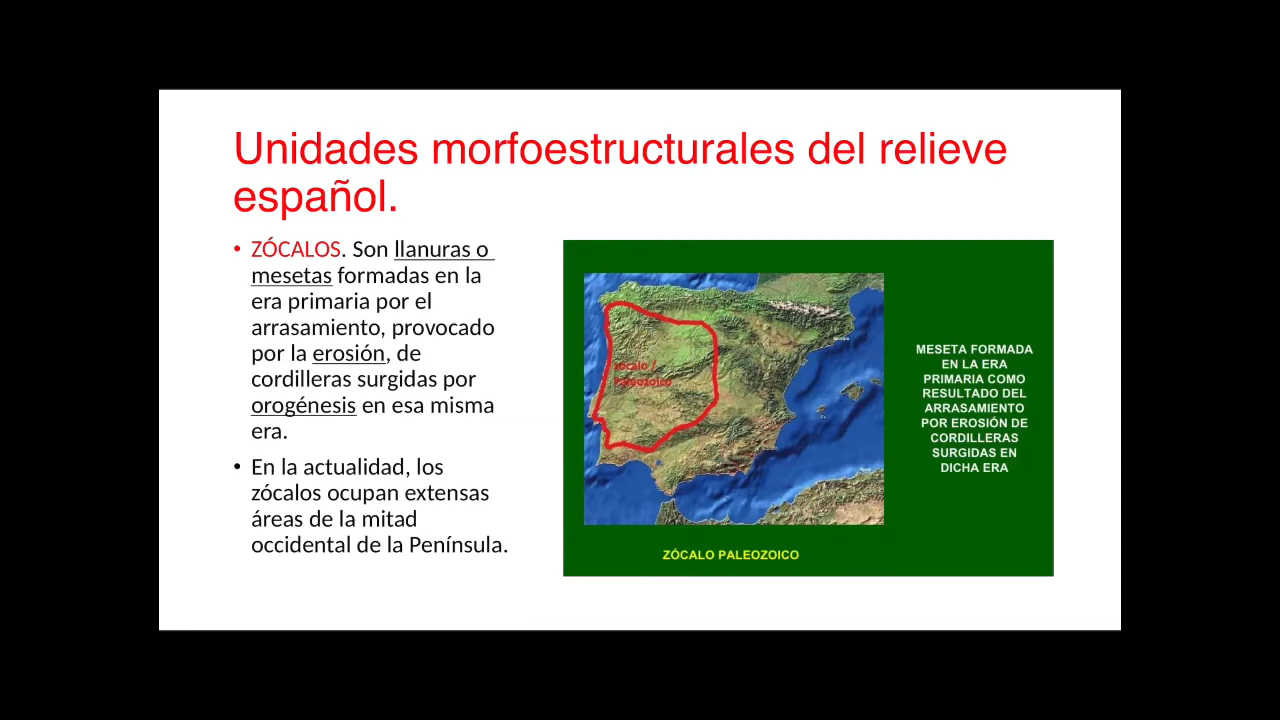 Unidades morfoestructurales del relieve
español.
• ZÓCALOS. Son llanuras o
mesetas formadas en la
era primaria por el
arrasamiento, provocado
por la erosión, de
cordilleras surgidas por
orogénesis en esa misma
era.
• En la actualidad, los
zócalos ocupan extensas
áreas de la mitad
occidental de la Península.
zócalo /
Paleozoico
MESETA FORMADA
EN LA ERA
PRIMARIA COMO
RESULTADO DEL
ARRASAMIENTO
POR EROSIÓN DE
CORDILLERAS
SURGIDAS EN
DICHA ERA
ZÓCALO PALEOZOICO